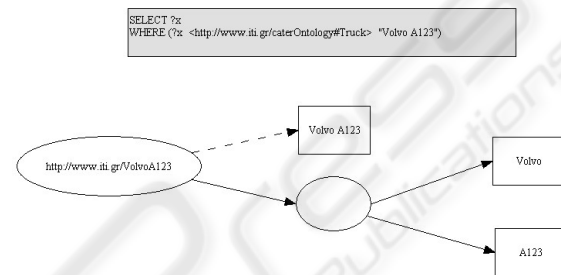 SELECT ?x
WHERE (?x <http://www.iti.gr/caterOntology#Truck> "Volvo A123")
Volvo A123
http://www.iti.gr/VolvoA123
Volvo
A123